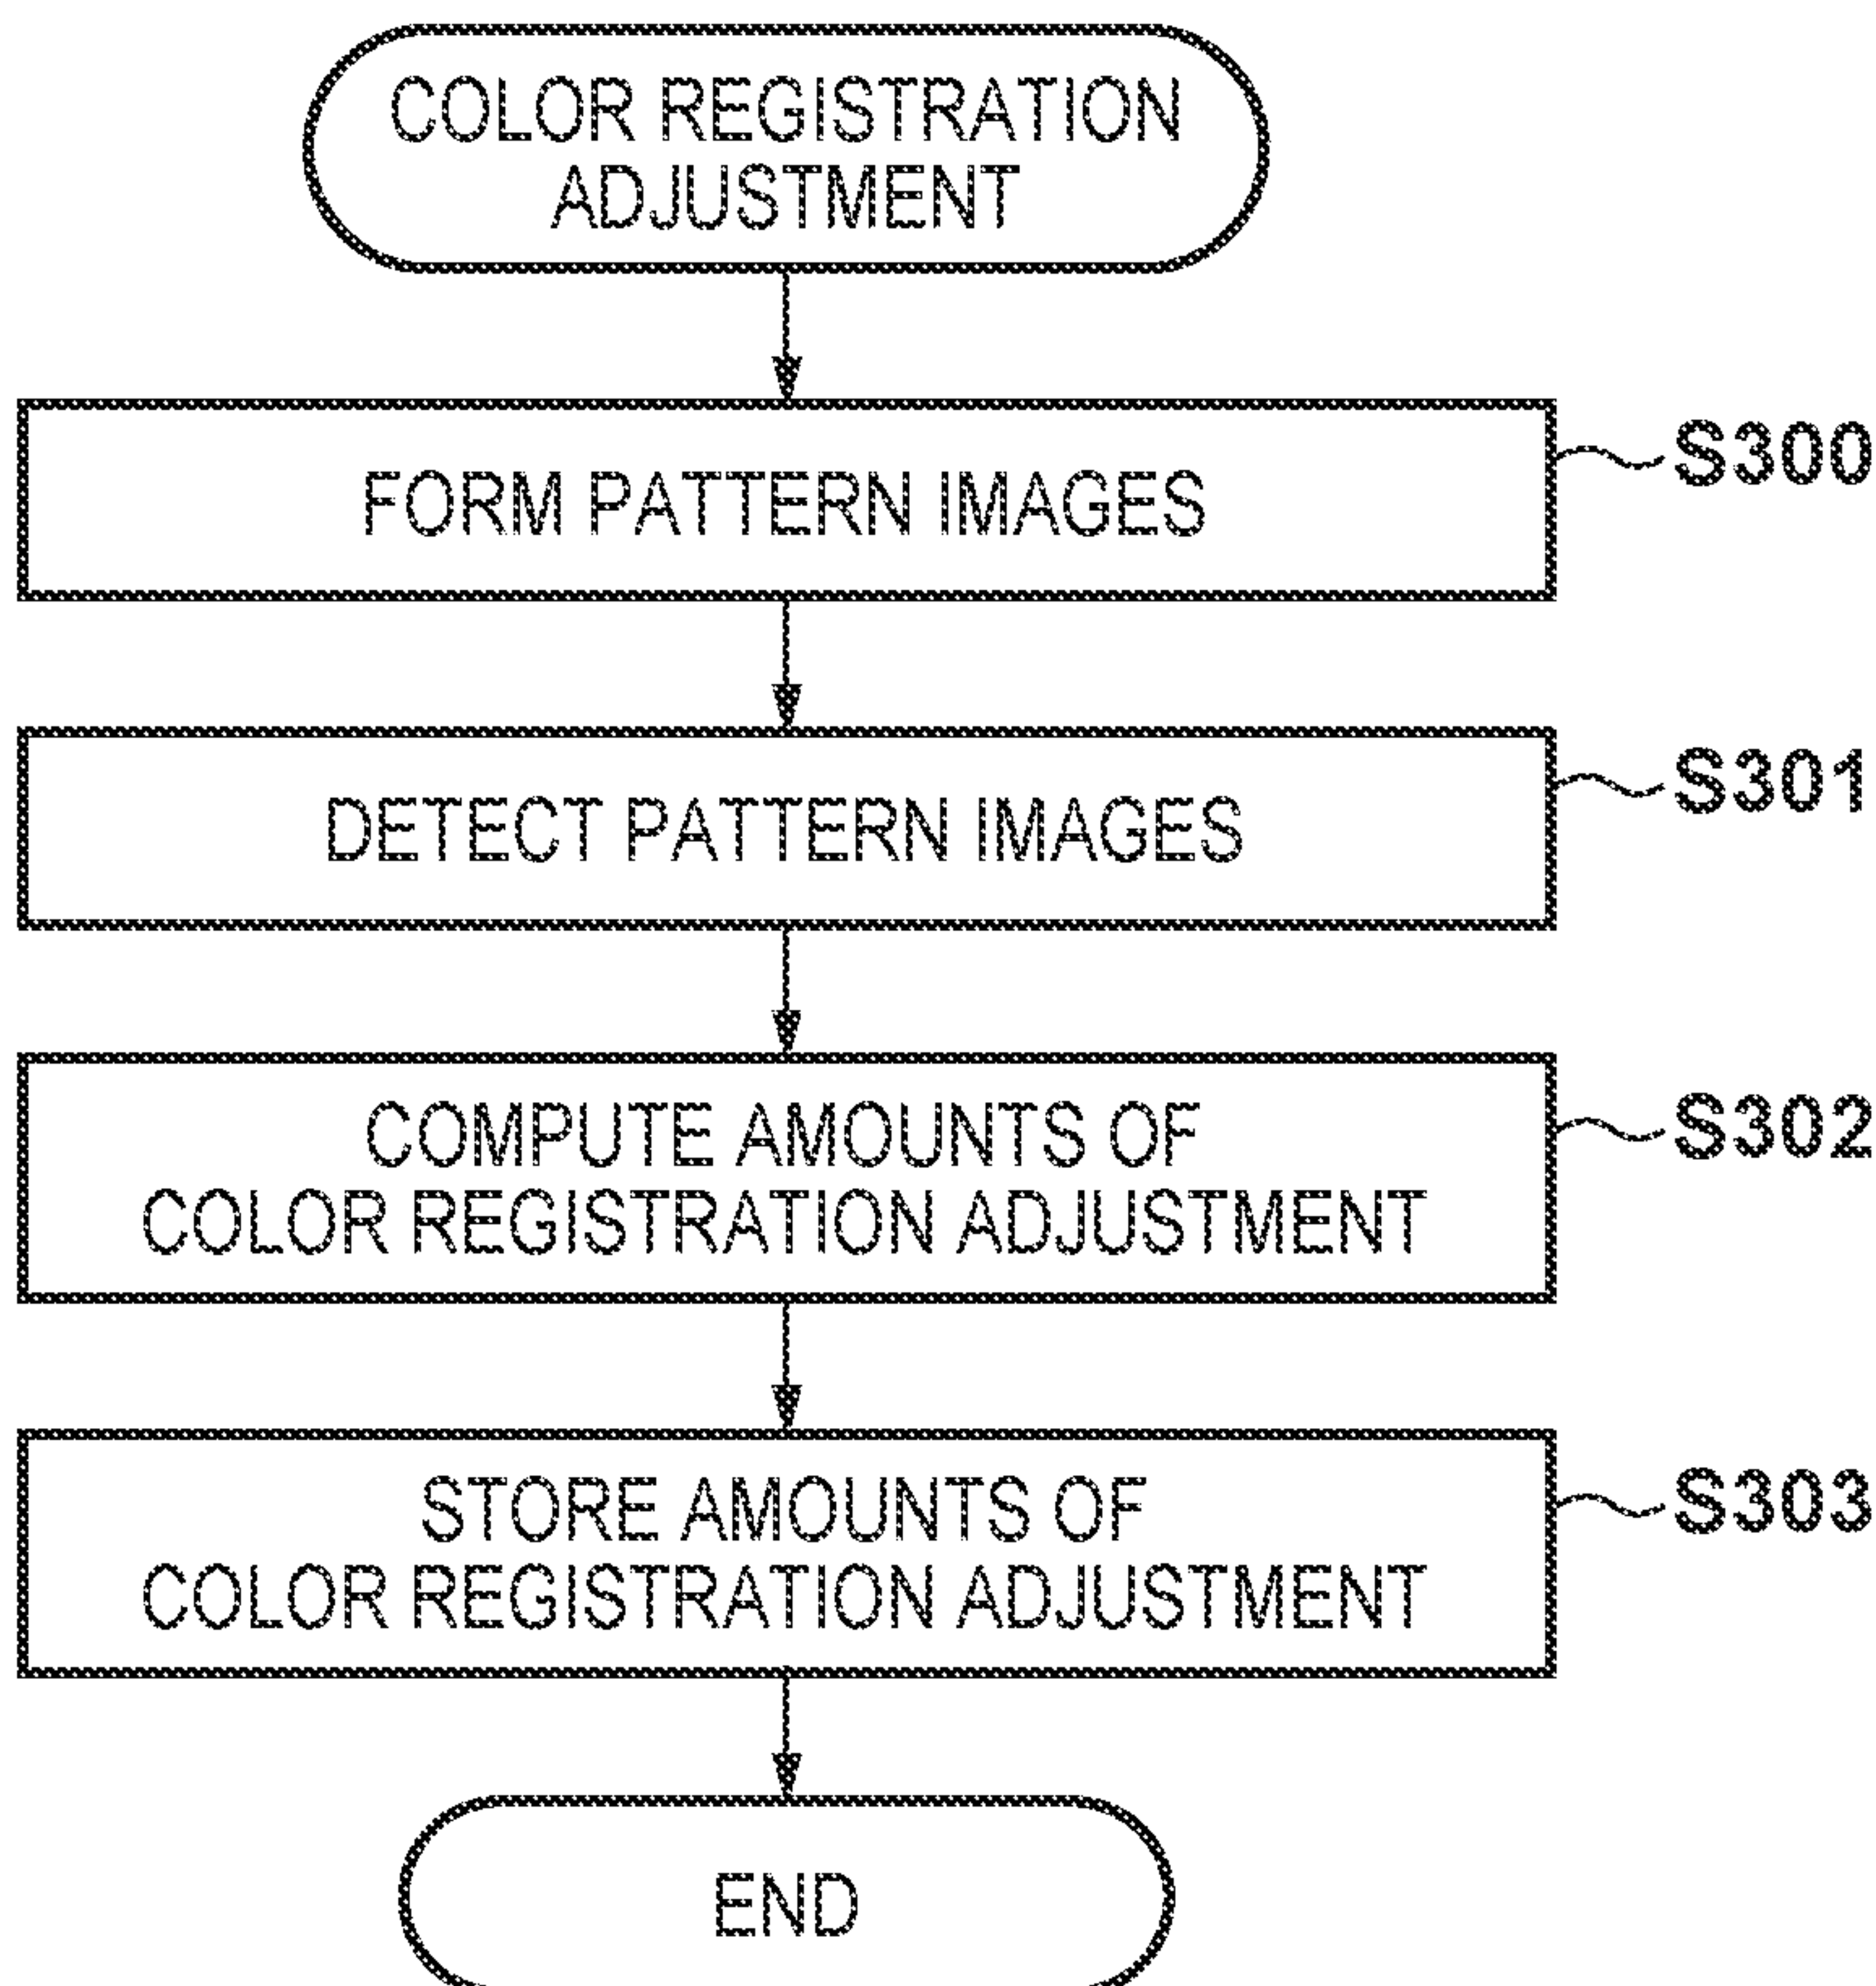 COLOR REGISTRATION
ADJUSTMENT
FORM PATTERN IMAGES
S300
DETECT PATTERN IMAGES
S301
COMPUTE AMOUNTS OF
COLOR REGISTRATION ADJUSTMENT
S302
STORE AMOUNTS OF
COLOR REGISTRATION ADJUSTMENT
S303
END